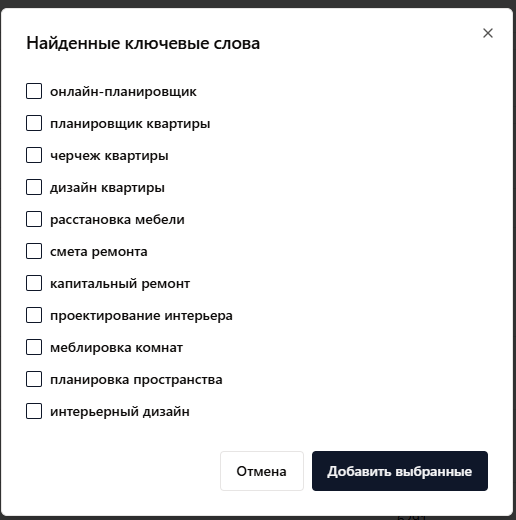 Найденные ключевые слова
онлайн-планировщик
планировщик квартиры
черчеж квартиры
дизайн квартиры
расстановка мебели
смета ремонта
капитальный ремонт
проектирование интерьера
меблировка комнат
планировка пространства
интерьерный дизайн
Отмена
Добавить выбранные